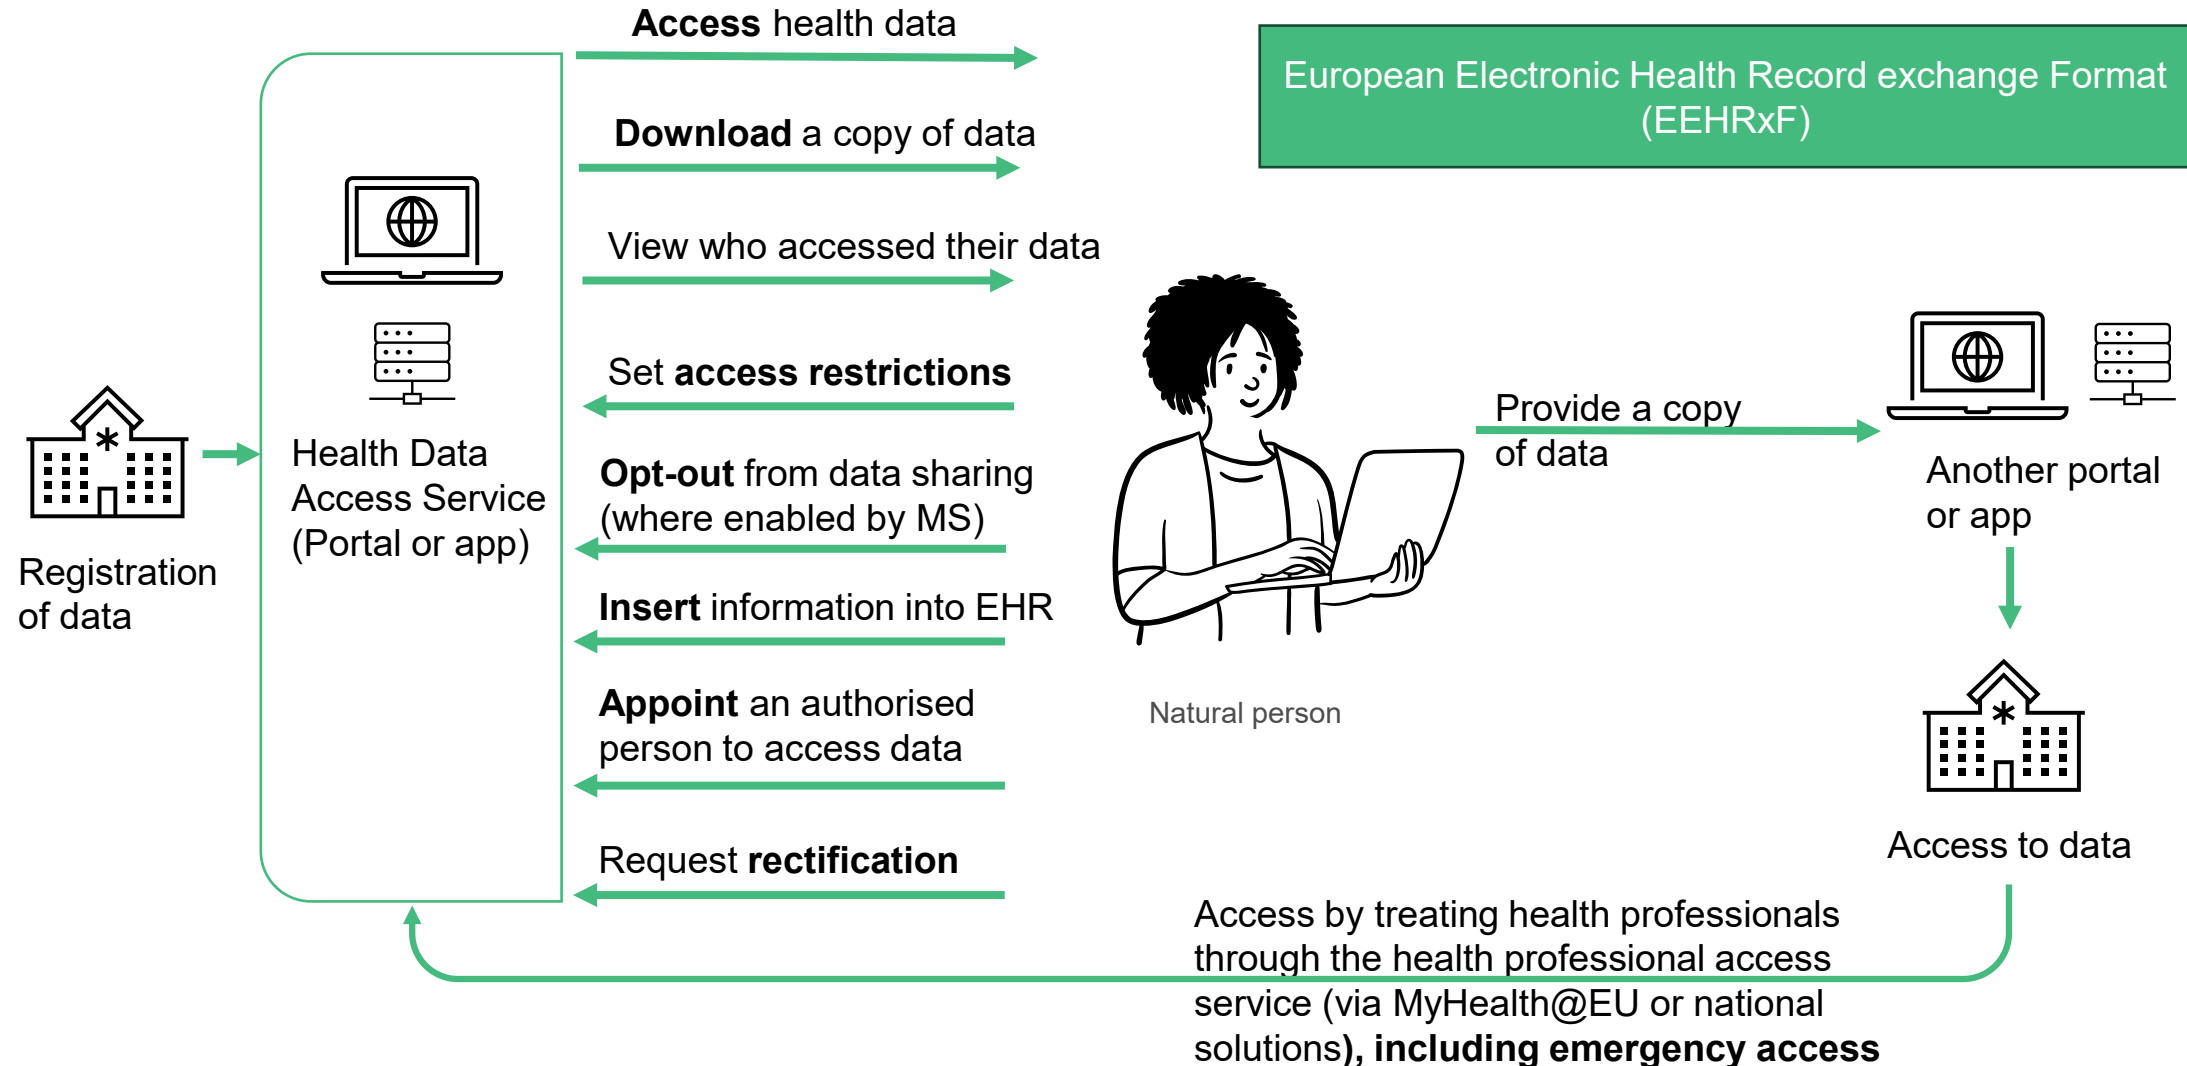 Access health data
European Electronic Health Record exchange Format
(EEHRxF)
Download a copy of data
View who accessed their data
Set access restrictions
Health Data
Access Service
(Portal or app)
Registration
of data
Opt-out from data sharing
(where enabled by MS)
Insert information into EHR
Appoint an authorised
person to access data
Request rectification
Natural person
Provide a copy
of data
Another portal
or app
Access to data
Access by treating health professionals
through the health professional access
service (via MyHealth@EU or national
solutions), including emergency access